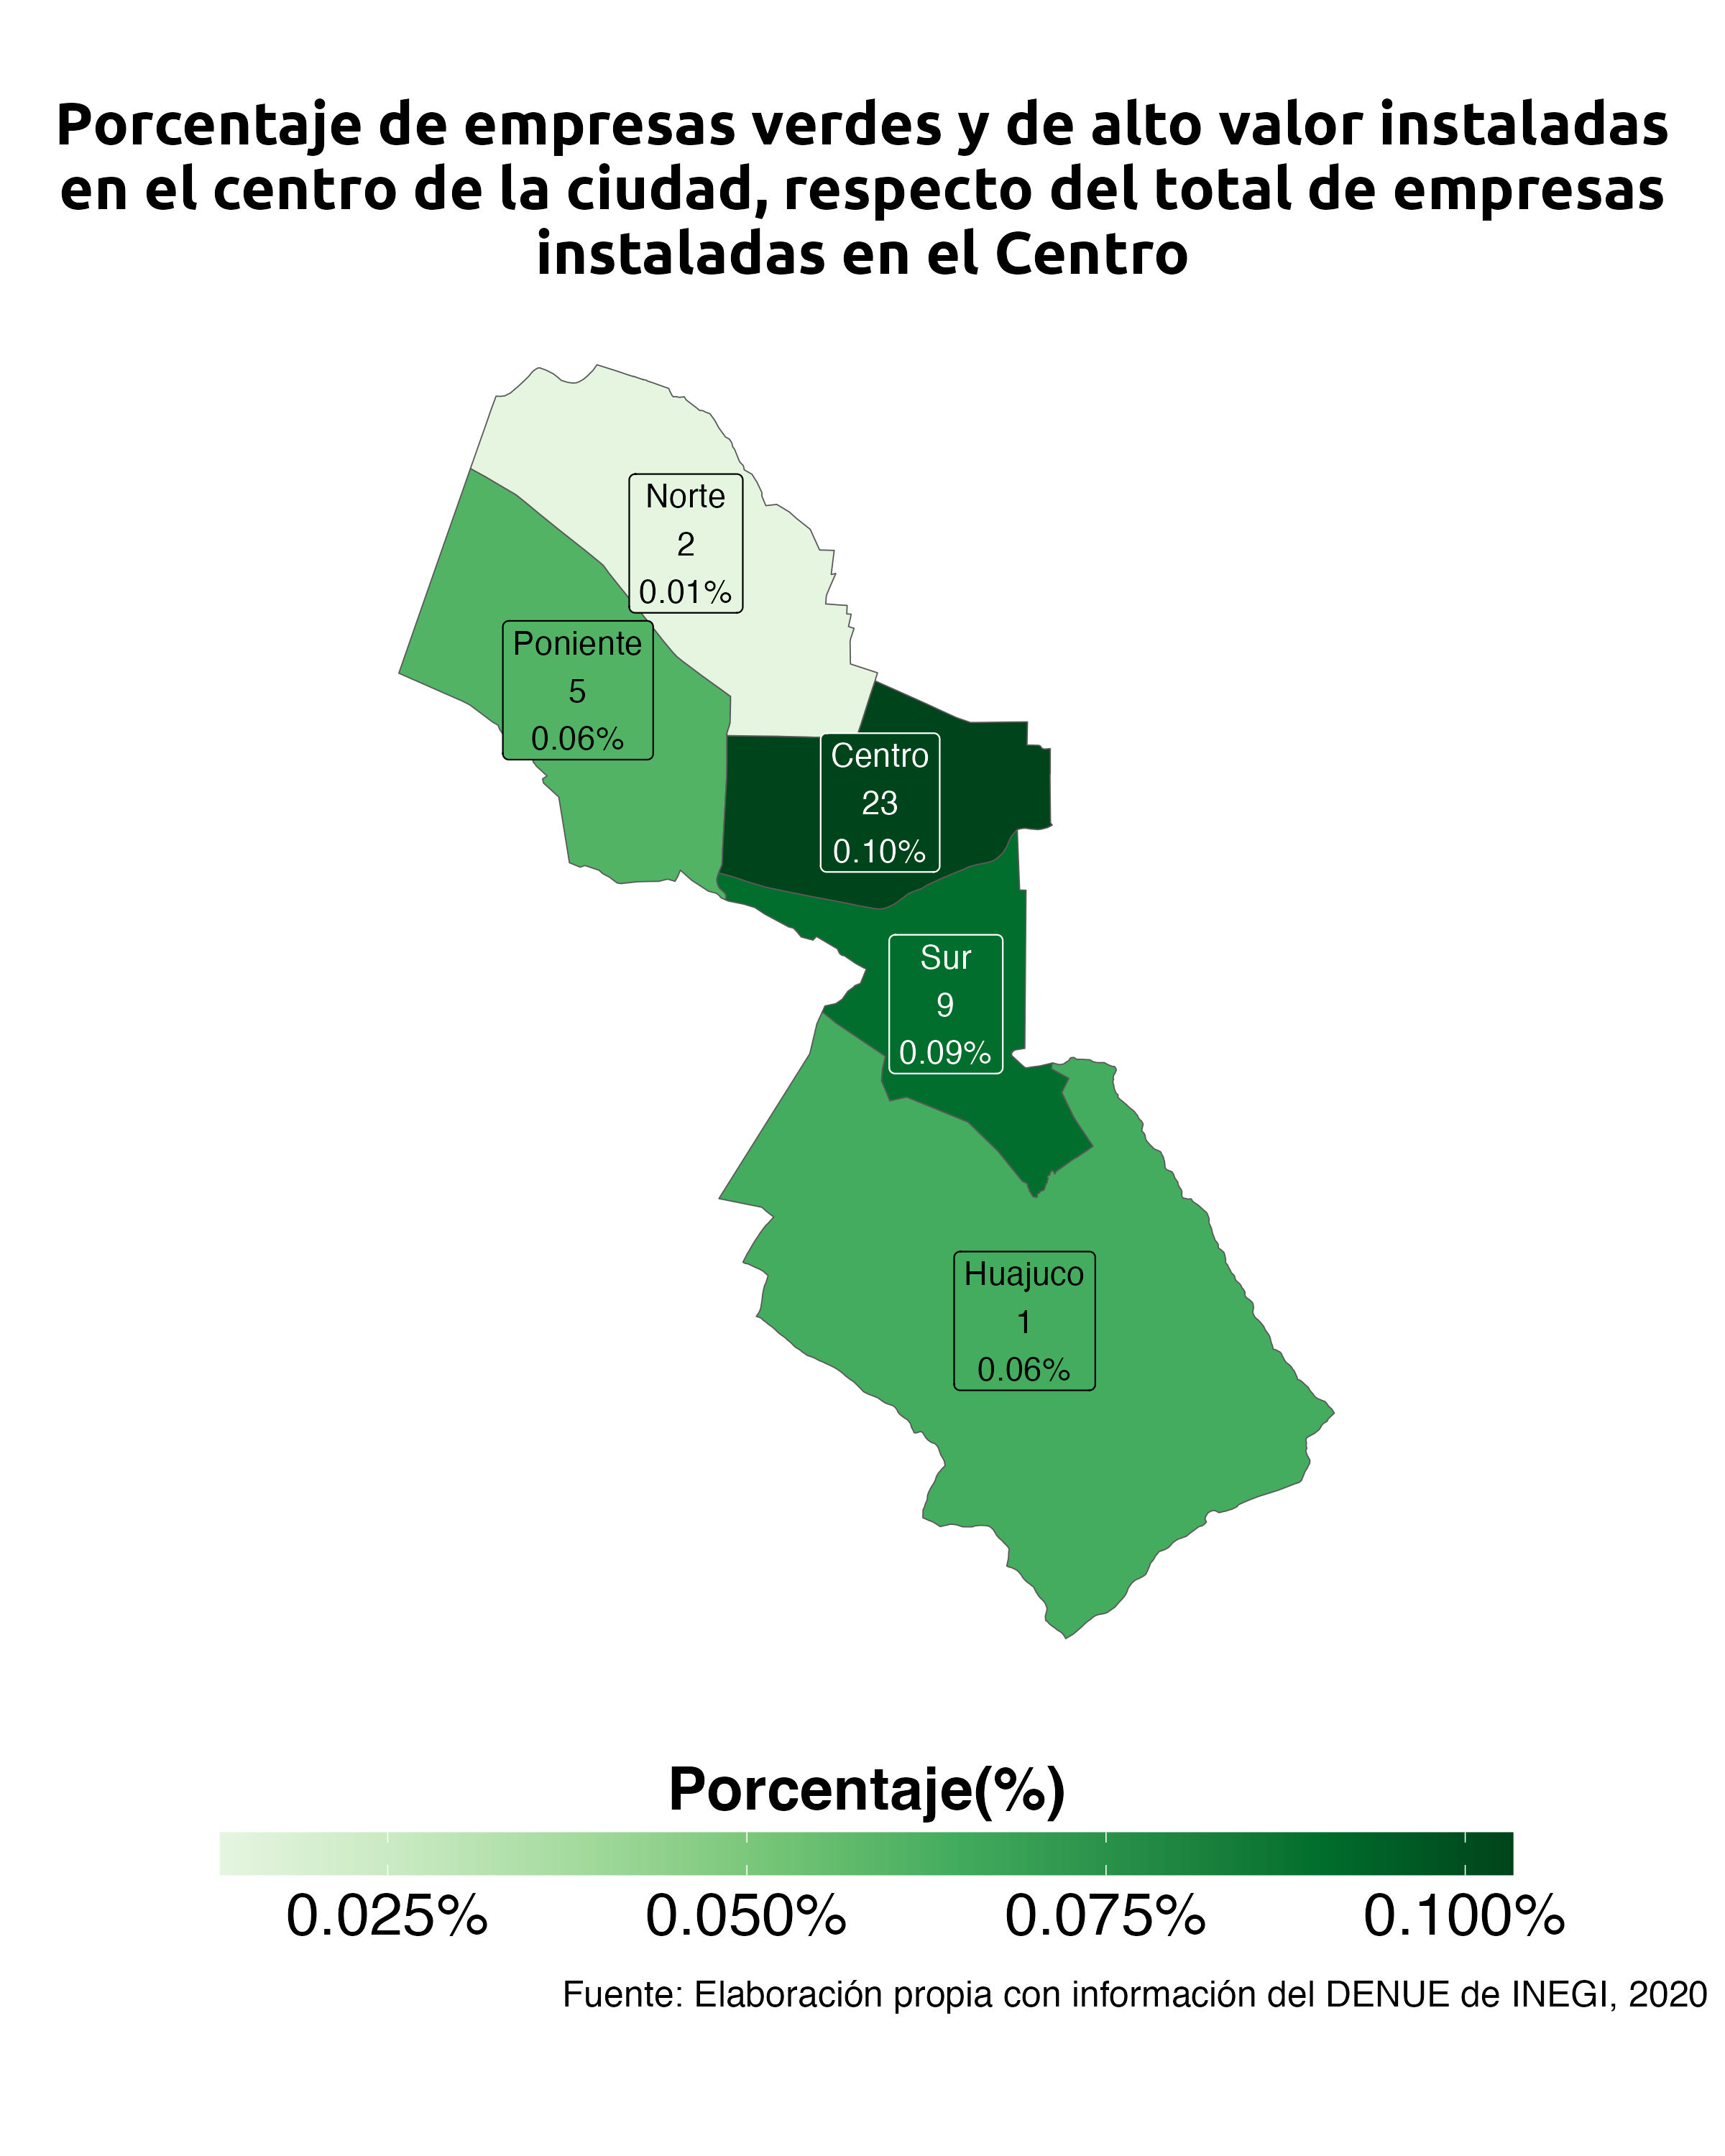 Porcentaje de empresas verdes y de alto valor instaladas
en el centro de la ciudad, respecto del total de empresas
instaladas en el Centro
Norte
2
0.01%
Poniente
5
0.06%
Centro
23
0.10%
Sur
9
0.09%
Huajuco
1
0.06%
Porcentaje(%)
0.025% 0.050% 0.075% 0.100%
Fuente: Elaboración propia con información del DENUE de INEGI, 2020